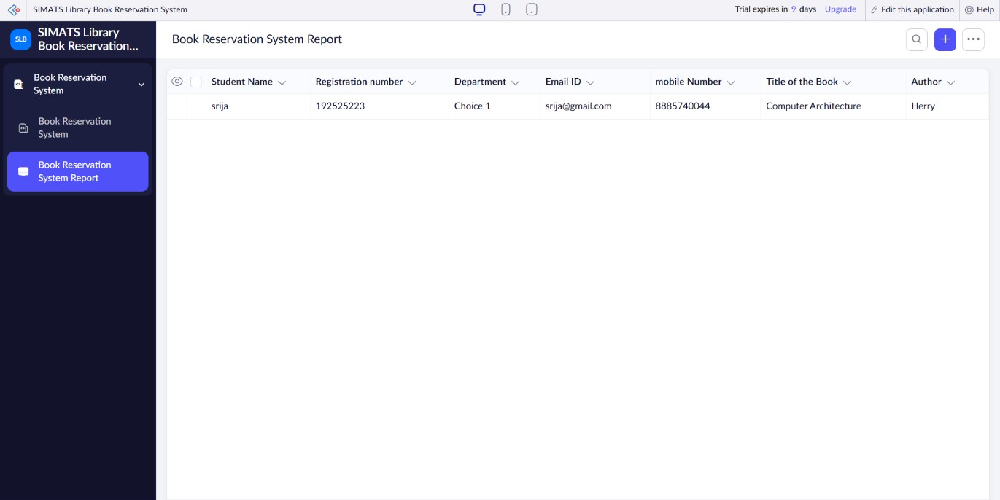 SIMATS Library Book Reservation System
Trial expires in 9 days Upgrade Edit this application Help
SLB SIMATS Library
Book Reservation...
Book Reservation
System
Book Reservation
System
Book Reservation
System Report
Book Reservation System Report
Student Name Registration number Department Email ID mobile Number Title of the Book Author
srija 192525223 Choice 1 srija@gmail.com 8885740044 Computer Architecture Herry